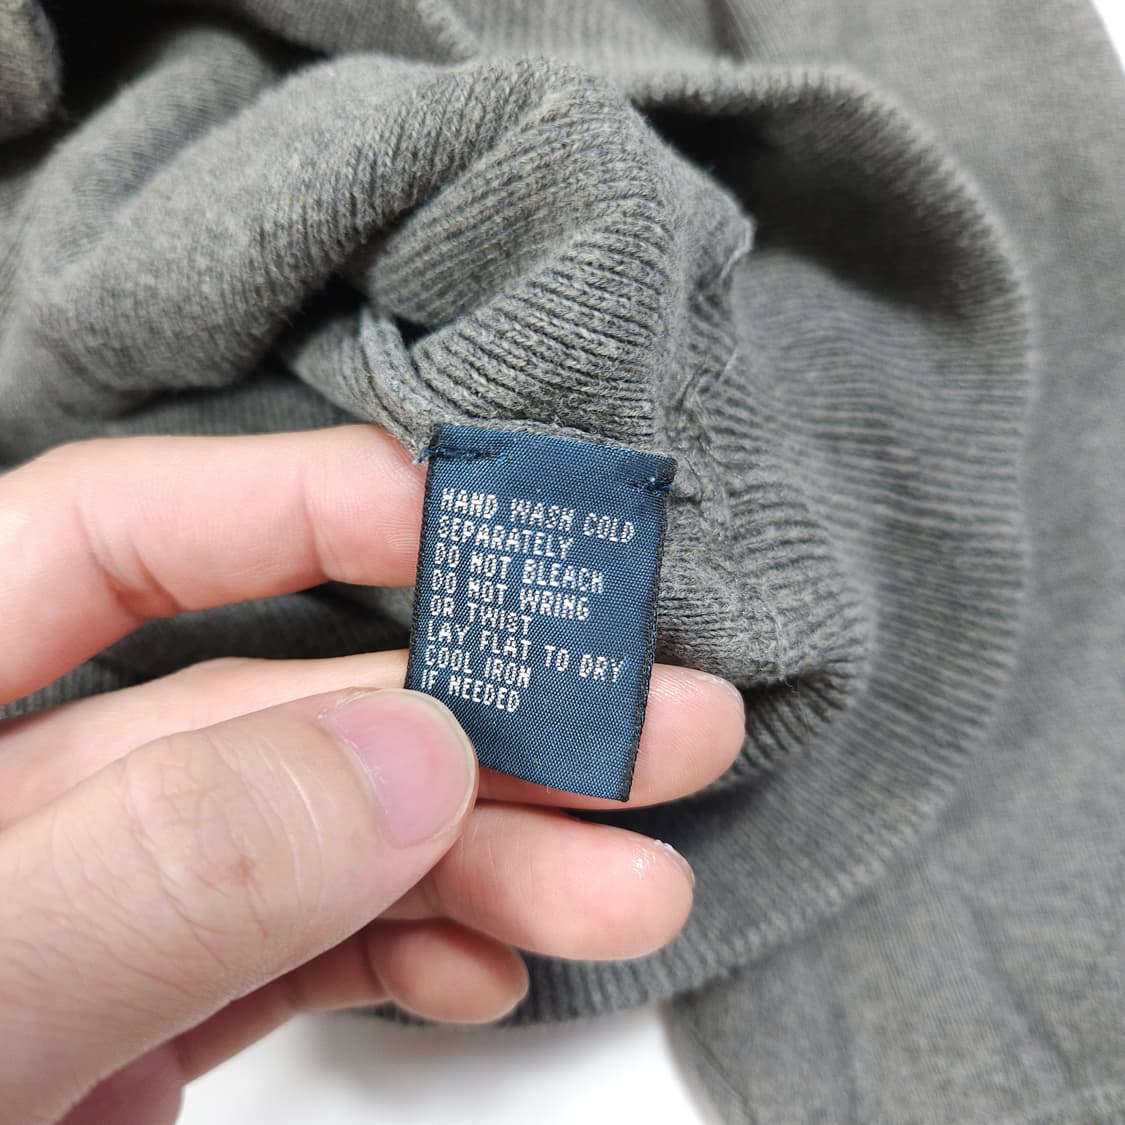 HAND WASH COLD
SEPARATELY
DO NOT BLEACH
DO NOT WRING
OR TWIST
LAY FLAT TO DRY
COOL IRON
IF NEEDED